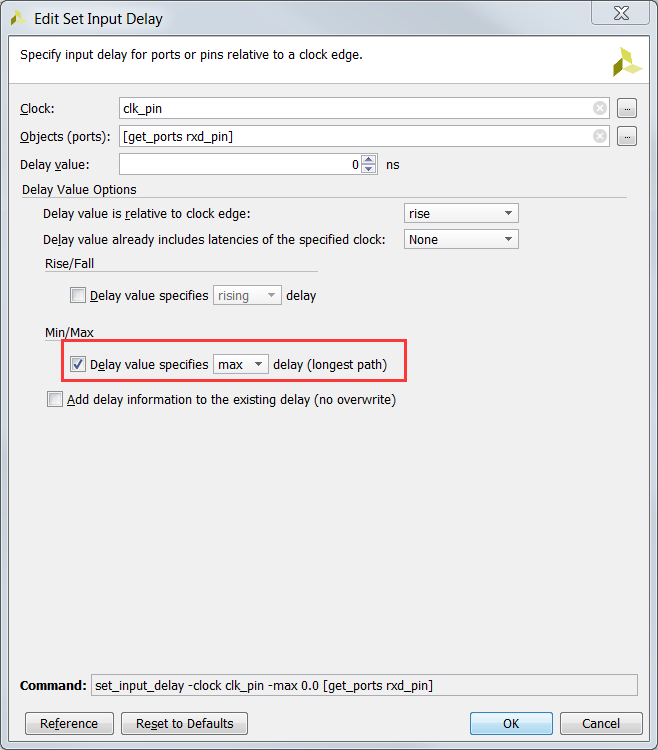 Edit Set Input Delay
Specify input delay for ports or pins relative to a clock edge.
Clock: clk_pin ...
Objects (ports): [get_ports rxd_pin] ...
Delay value: 0 ns
Delay Value Options
Delay value is relative to clock edge: rise
Delay value already includes latencies of the specified clock: None
Rise/Fall
Delay value specifies rising delay
Min/Max
Delay value specifies max delay (longest path)
Add delay information to the existing delay (no overwrite)
Command: set_input_delay -clock clk_pin -max 0.0 [get_ports rxd_pin]
Reference Reset to Defaults OK Cancel